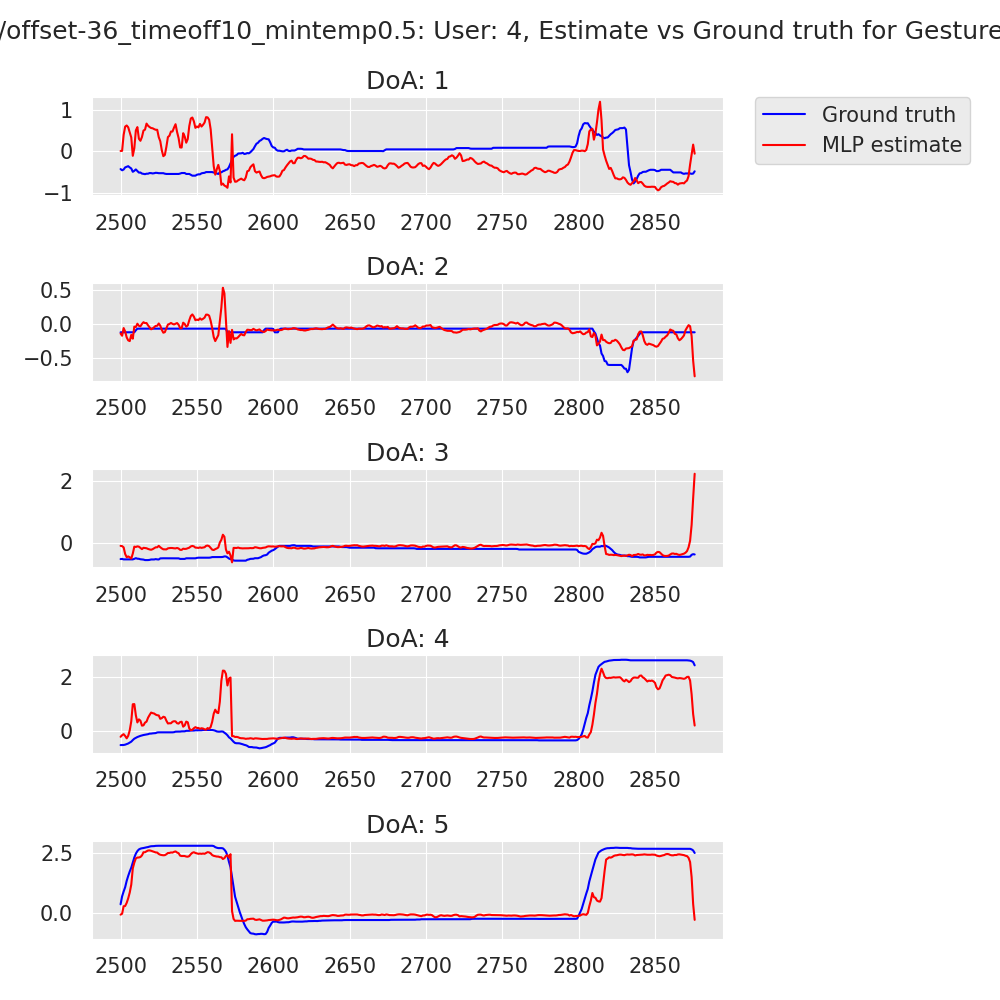 /offset-36_timeoff10_mintemp0.5: User: 4, Estimate vs Ground truth for Gesture
DoA: 1
Ground truth
MLP estimate
1
0
−1
2500 2550 2600 2650 2700 2750 2800 2850
DoA: 2
0.5
0.0
−0.5
2500 2550 2600 2650 2700 2750 2800 2850
DoA: 3
2
0
2500 2550 2600 2650 2700 2750 2800 2850
DoA: 4
2
0
2500 2550 2600 2650 2700 2750 2800 2850
DoA: 5
2.5
0.0
2500 2550 2600 2650 2700 2750 2800 2850